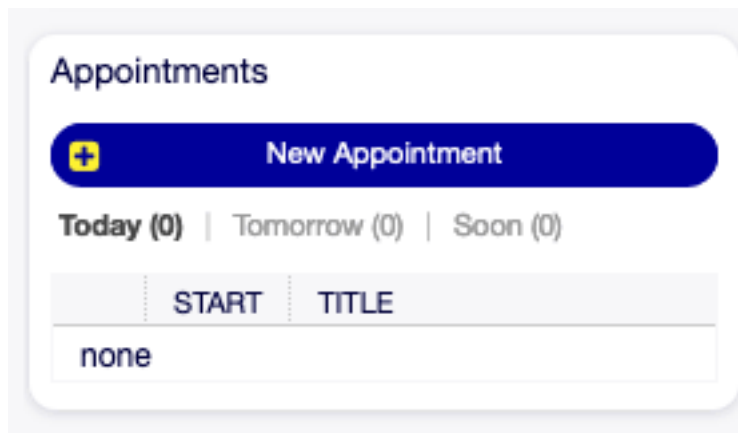 Appointments
New Appointment
Today (0) | Tomorrow (0) | Soon (0)
START TITLE
none